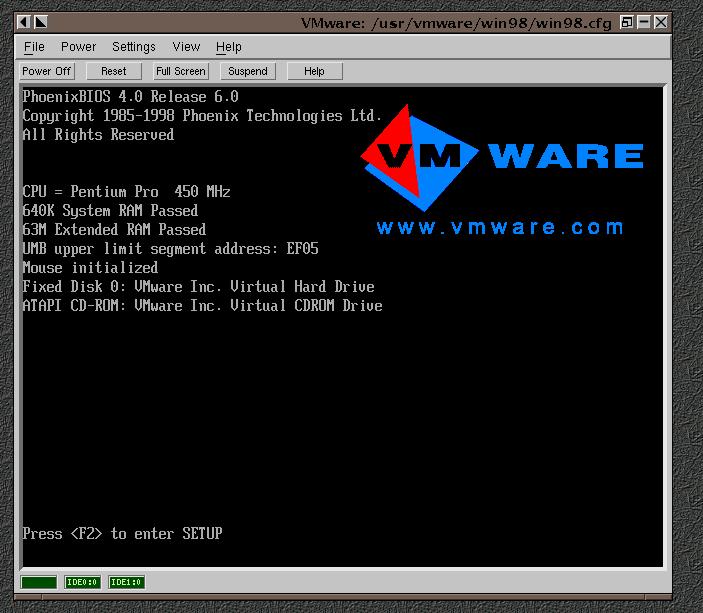 VMware: /usr/vmware/win98/win98.cfg
File Power Settings View Help
Power Off Reset Full Screen Suspend Help
PhoenixBIOS 4.0 Release 6.0
Copyright 1985-1998 Phoenix Technologies Ltd.
All Rights Reserved
VMWARE
www.vmware.com
CPU = Pentium Pro 450 MHz
640K System RAM Passed
63M Extended RAM Passed
UMB upper limit segment address: EF05
Mouse initialized
Fixed Disk 0: VMware Inc. Virtual Hard Drive
ATAPI CD-ROM: VMware Inc. Virtual CDROM Drive
Press <F2> to enter SETUP
IDE0:0 IDE1:0